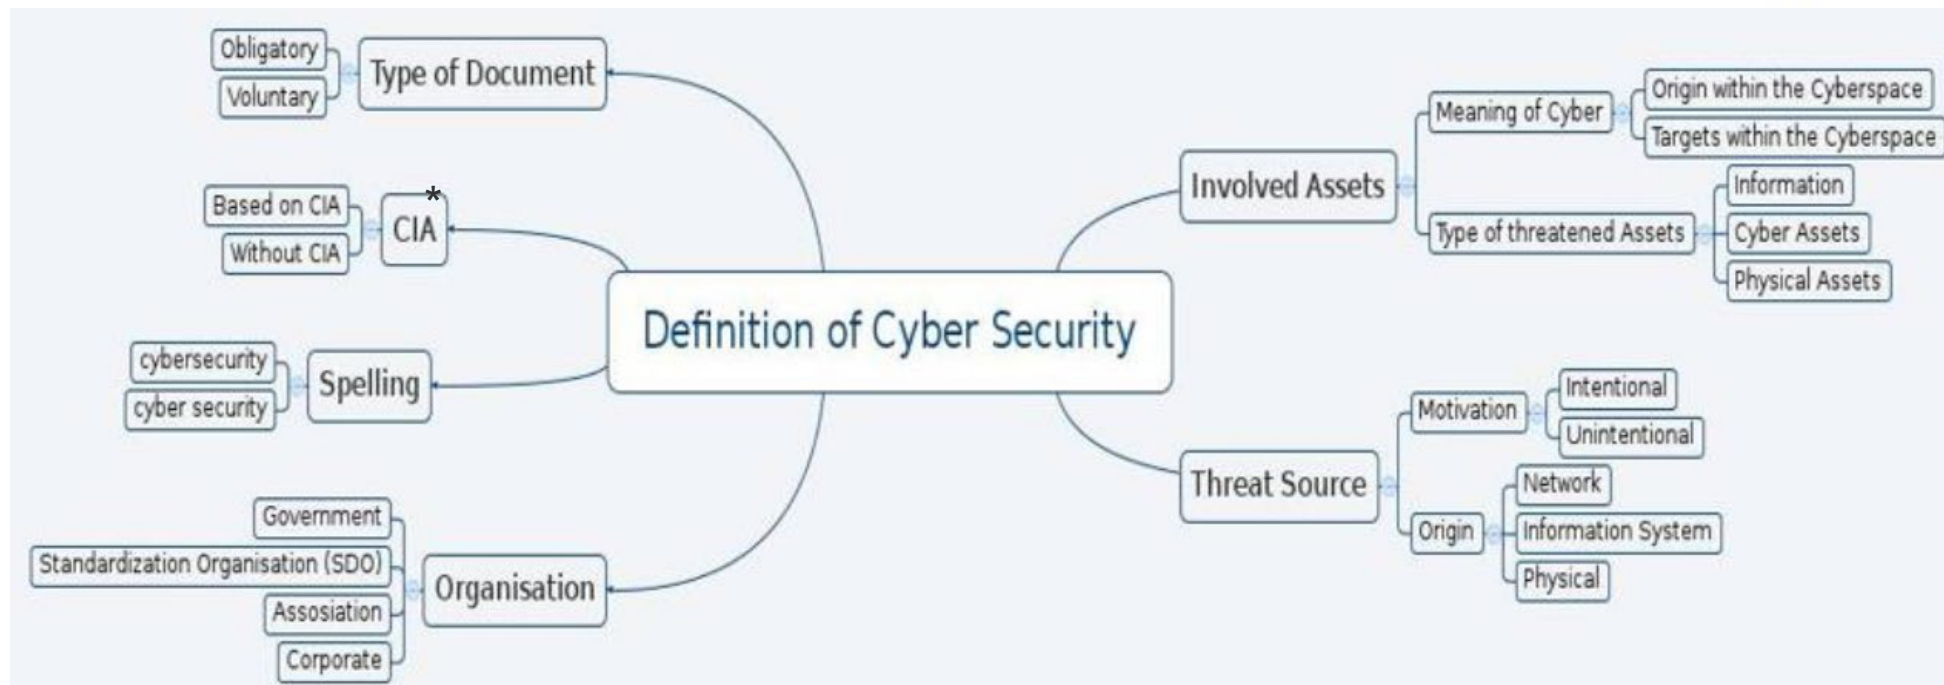 Definition of Cyber Security
Type of Document
Obligatory
Voluntary
CIA*
Based on CIA
Without CIA
Spelling
cybersecurity
cyber security
Organisation
Government
Standardization Organisation (SDO)
Assosiation
Corporate
Involved Assets
Meaning of Cyber
Origin within the Cyberspace
Targets within the Cyberspace
Type of threatened Assets
Information
Cyber Assets
Physical Assets
Threat Source
Motivation
Intentional
Unintentional
Origin
Network
Information System
Physical